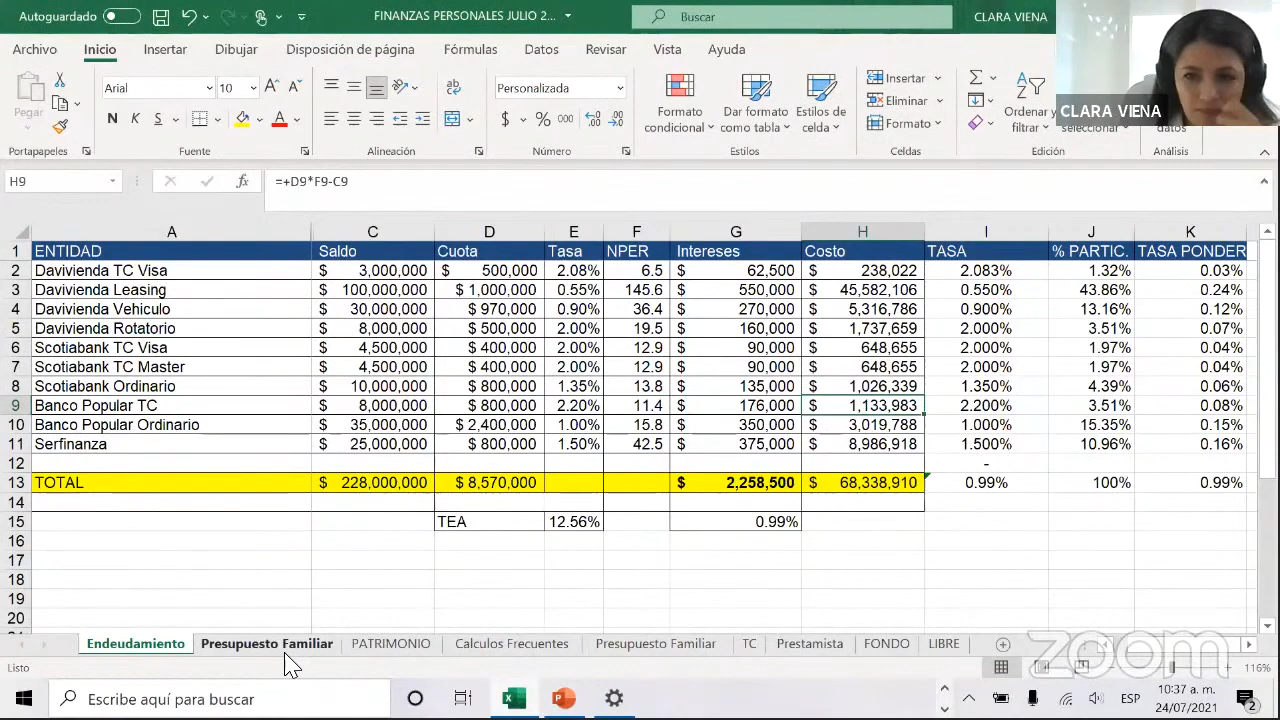 Autoguardado FINANZAS PERSONALES JULIO 2... Buscar CLARA VIENA
Archivo Inicio Insertar Dibujar Disposición de página Fórmulas Datos Revisar Vista Ayuda
Pegar Arial 10 Personalizada Formato condicional Dar formato como tabla Estilos de celda Insertar Eliminar Formato Ordenar y filtrar seleccionar datos
N K S $ % 000
CLARA VIENA
Portapapeles Fuente Alineación Número Estilos Celdas Edición Análisis
H9 fx =+D9*F9-C9
A C D E F G H I J K
1 ENTIDAD Saldo Cuota Tasa NPER Intereses Costo TASA % PARTIC. TASA PONDER
2 Davivienda TC Visa $ 3,000,000 $ 500,000 2.08% 6.5 $ 62,500 $ 238,022 2.083% 1.32% 0.03%
3 Davivienda Leasing $ 100,000,000 $ 1,000,000 0.55% 145.6 $ 550,000 $ 45,582,106 0.550% 43.86% 0.24%
4 Davivienda Vehiculo $ 30,000,000 $ 970,000 0.90% 36.4 $ 270,000 $ 5,316,786 0.900% 13.16% 0.12%
5 Davivienda Rotatorio $ 8,000,000 $ 500,000 2.00% 19.5 $ 160,000 $ 1,737,659 2.000% 3.51% 0.07%
6 Scotiabank TC Visa $ 4,500,000 $ 400,000 2.00% 12.9 $ 90,000 $ 648,655 2.000% 1.97% 0.04%
7 Scotiabank TC Master $ 4,500,000 $ 400,000 2.00% 12.9 $ 90,000 $ 648,655 2.000% 1.97% 0.04%
8 Scotiabank Ordinario $ 10,000,000 $ 800,000 1.35% 13.8 $ 135,000 $ 1,026,339 1.350% 4.39% 0.06%
9 Banco Popular TC $ 8,000,000 $ 800,000 2.20% 11.4 $ 176,000 $ 1,133,983 2.200% 3.51% 0.08%
10 Banco Popular Ordinario $ 35,000,000 $ 2,400,000 1.00% 15.8 $ 350,000 $ 3,019,788 1.000% 15.35% 0.15%
11 Serfinanza $ 25,000,000 $ 800,000 1.50% 42.5 $ 375,000 $ 8,986,918 1.500% 10.96% 0.16%
12 -
13 TOTAL $ 228,000,000 $ 8,570,000 $ 2,258,500 $ 68,338,910 0.99% 100% 0.99%
14
15 TEA 12.56% 0.99%
16
17
18
19
20
Endeudamiento Presupuesto Familiar PATRIMONIO Calculos Frecuentes Presupuesto Familiar TC Prestamista FONDO LIBRE
zoom
Listo 116%
Escribe aquí para buscar ESP 10:37 a. m.
24/07/2021 2